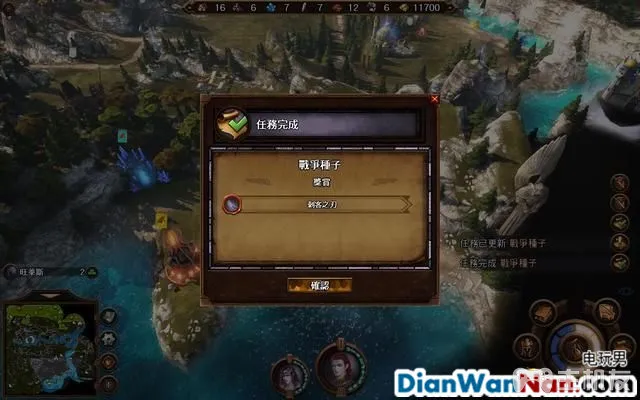 16 6 7 7 12 6 11700
任務完成
戰爭種子
獎賞
刺客之刃
確認
任務已更新 戰爭種子
任務完成 戰爭種子
旺萊斯 2
电玩男
DianWanNan.com